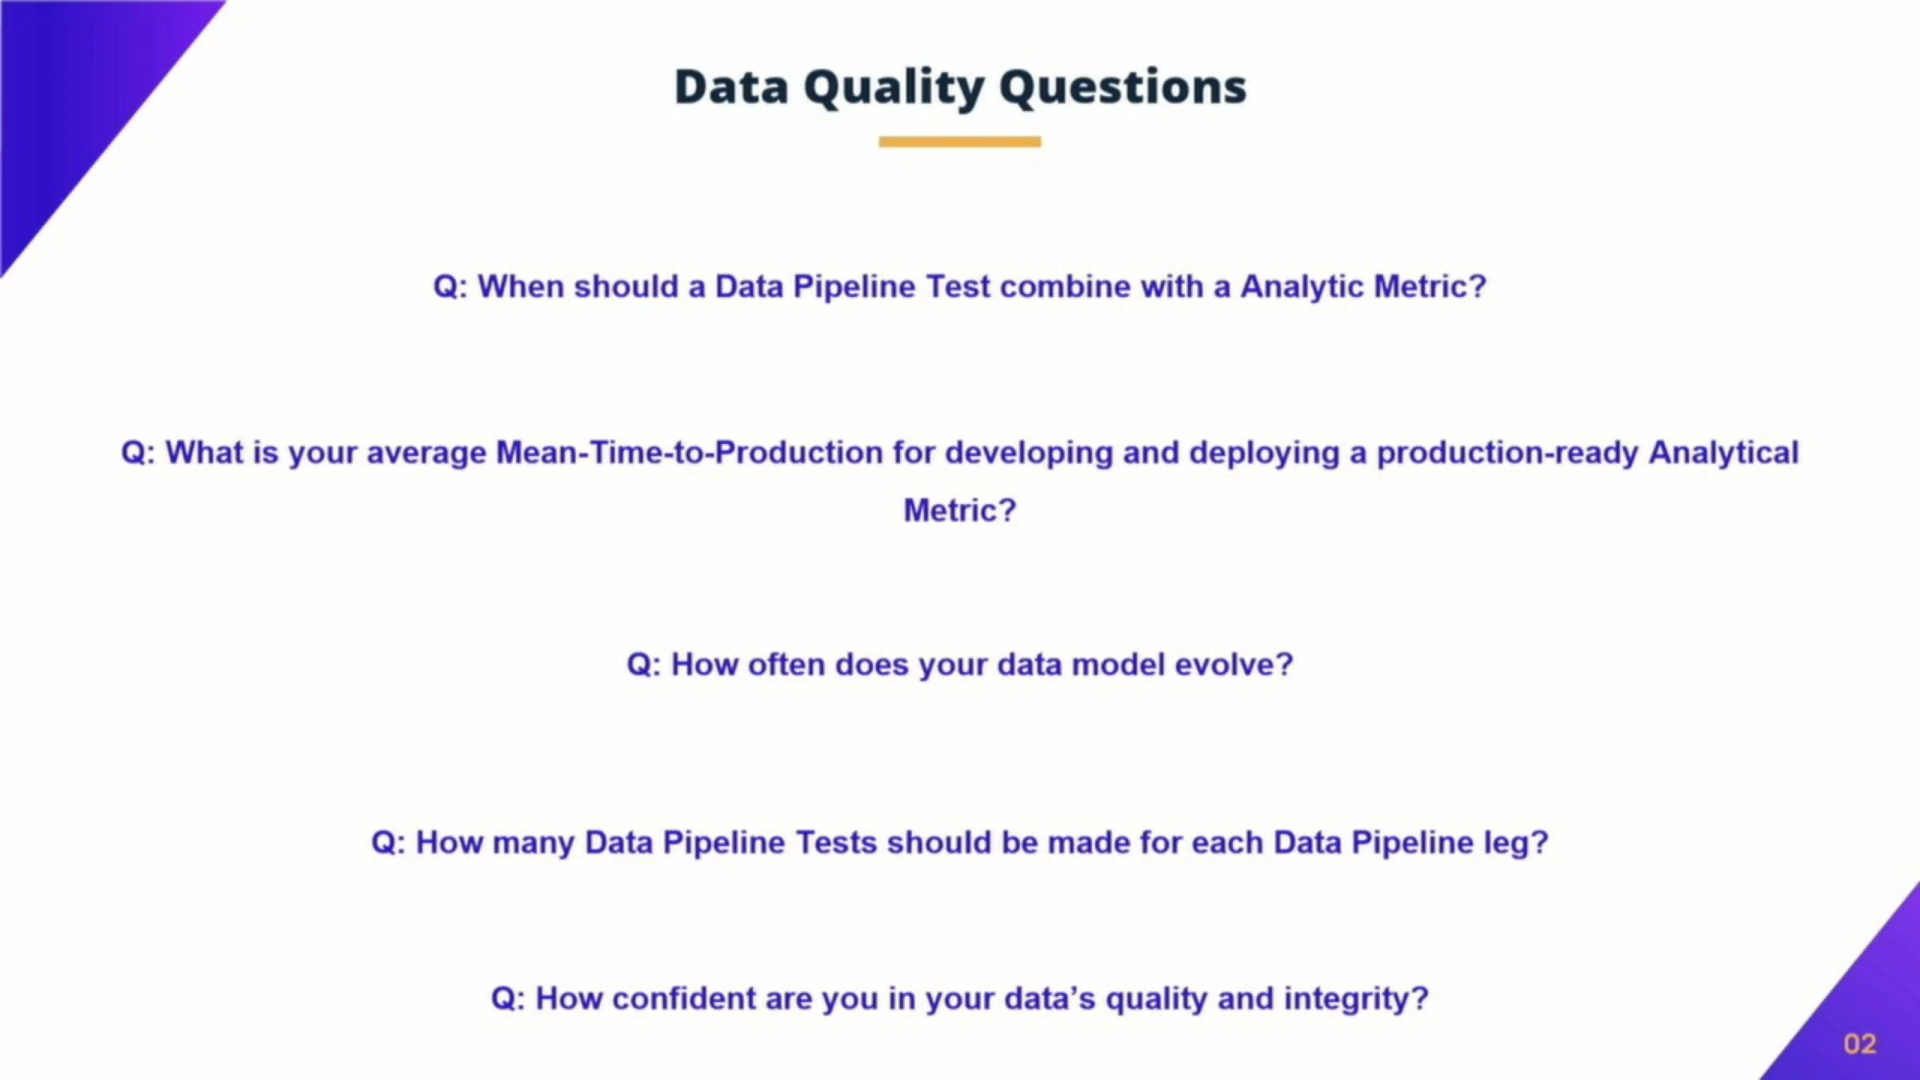 Data Quality Questions
Q: When should a Data Pipeline Test combine with a Analytic Metric?
Q: What is your average Mean-Time-to-Production for developing and deploying a production-ready Analytical
Metric?
Q: How often does your data model evolve?
Q: How many Data Pipeline Tests should be made for each Data Pipeline leg?
Q: How confident are you in your data’s quality and integrity?
02